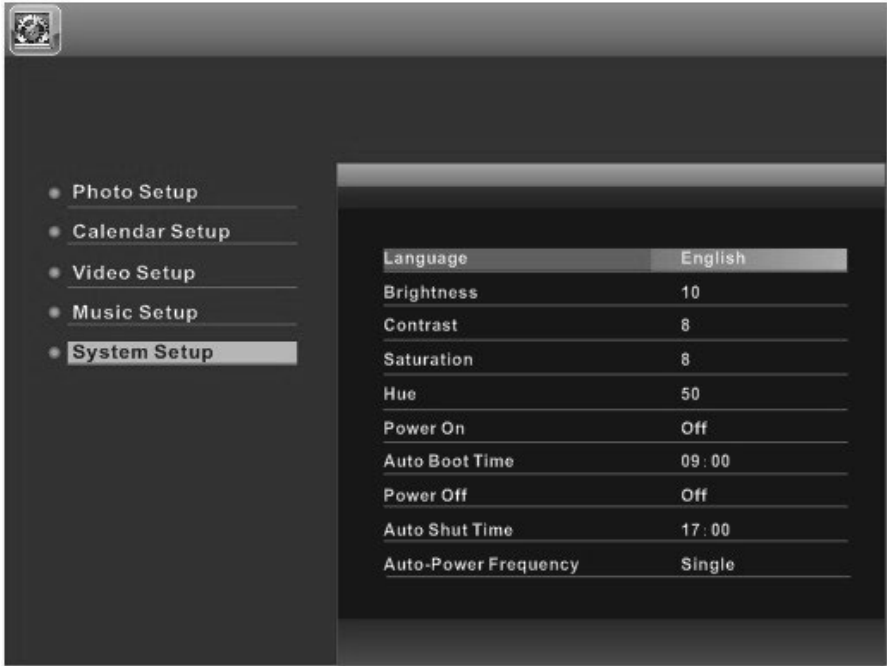 Photo Setup
Calendar Setup
Video Setup
Music Setup
System Setup
Language English
Brightness 10
Contrast 8
Saturation 8
Hue 50
Power On Off
Auto Boot Time 09:00
Power Off Off
Auto Shut Time 17:00
Auto-Power Frequency Single